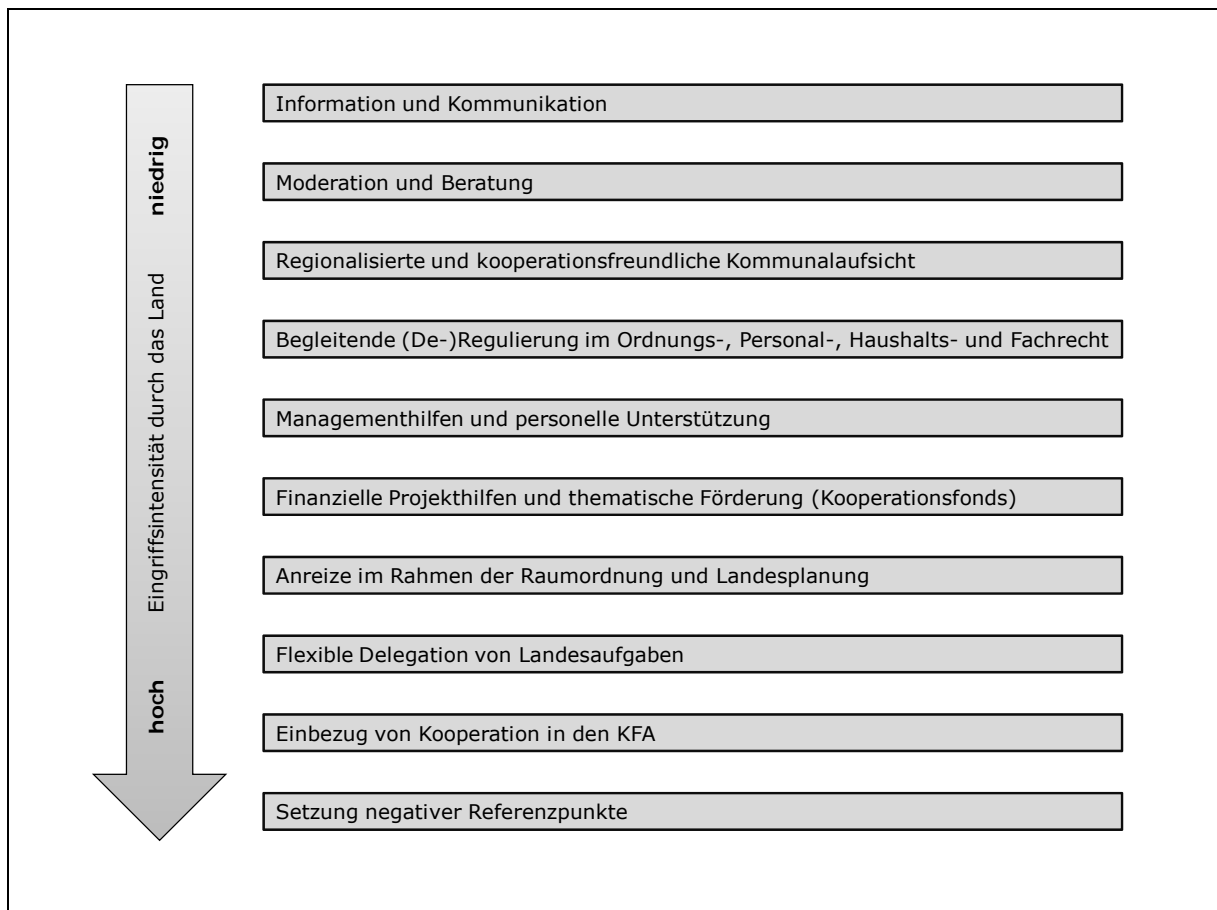 niedrig
Eingriffsintensität durch das Land
hoch
Information und Kommunikation
Moderation und Beratung
Regionalisierte und kooperationsfreundliche Kommunalaufsicht
Begleitende (De-)Regulierung im Ordnungs-, Personal-, Haushalts- und Fachrecht
Managementhilfen und personelle Unterstützung
Finanzielle Projekthilfen und thematische Förderung (Kooperationsfonds)
Anreize im Rahmen der Raumordnung und Landesplanung
Flexible Delegation von Landesaufgaben
Einbezug von Kooperation in den KFA
Setzung negativer Referenzpunkte